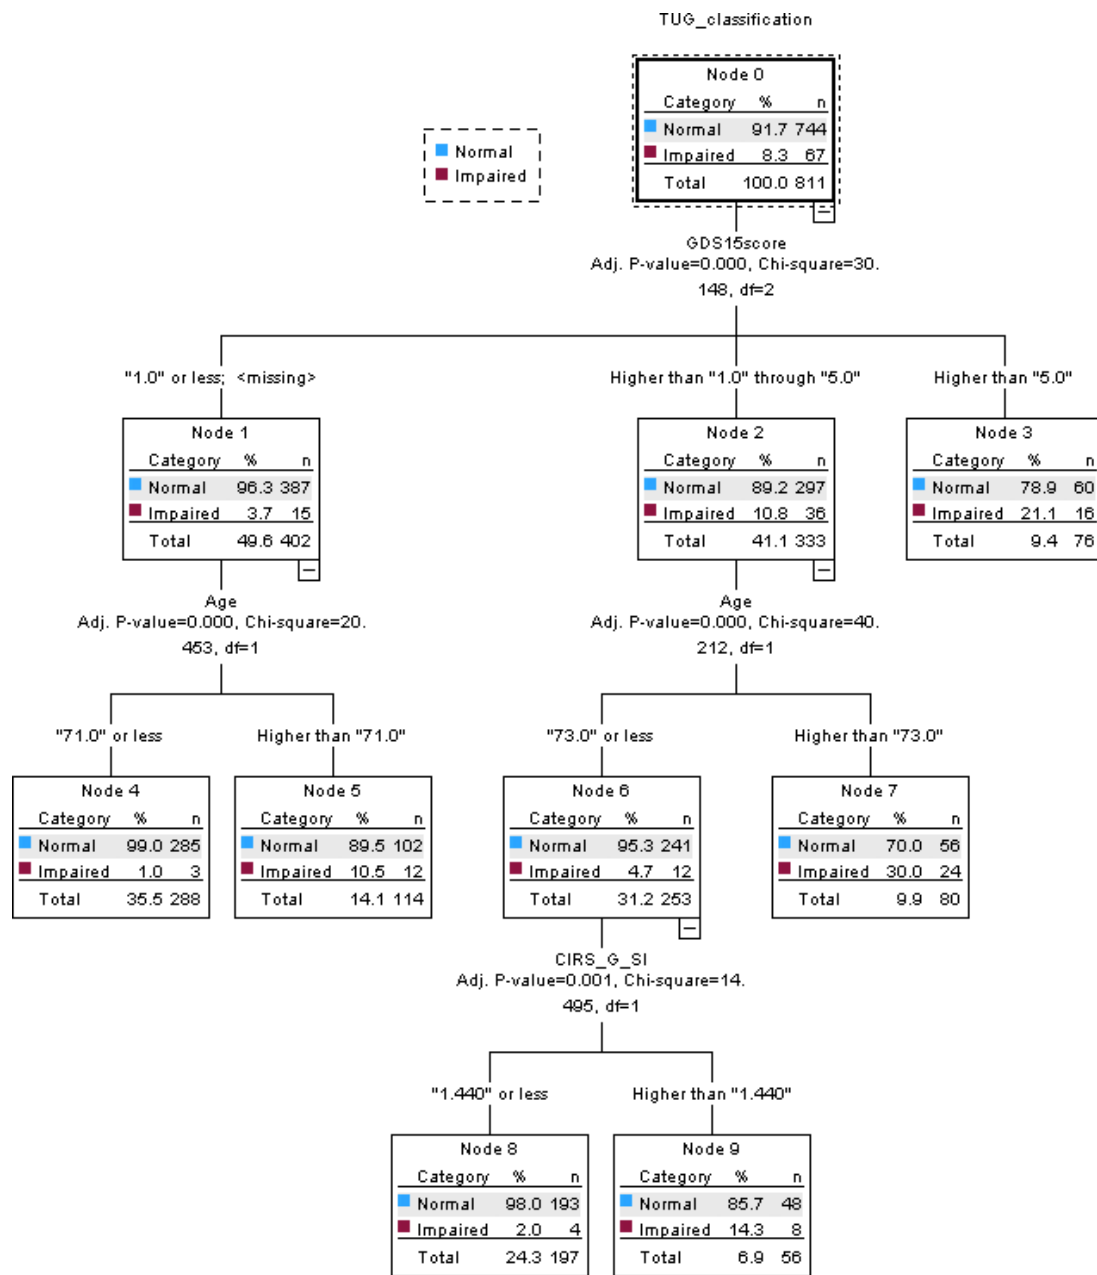 TUG_classification
Node 0
Category % n
Normal 91.7 744
Impaired 8.3 67
Total 100.0 811
Normal
Impaired
GDS15score
Adj. P-value=0.000, Chi-square=30.
148, df=2
"1.0" or less; <missing>
Higher than "1.0" through "5.0"
Higher than "5.0"
Node 1
Category % n
Normal 96.3 387
Impaired 3.7 15
Total 49.6 402
Node 2
Category % n
Normal 89.2 297
Impaired 10.8 36
Total 41.1 333
Node 3
Category % n
Normal 78.9 60
Impaired 21.1 16
Total 9.4 76
Age
Adj. P-value=0.000, Chi-square=20.
453, df=1
Age
Adj. P-value=0.000, Chi-square=40.
212, df=1
"71.0" or less
Higher than "71.0"
"73.0" or less
Higher than "73.0"
Node 4
Category % n
Normal 99.0 285
Impaired 1.0 3
Total 35.5 288
Node 5
Category % n
Normal 89.5 102
Impaired 10.5 12
Total 14.1 114
Node 6
Category % n
Normal 95.3 241
Impaired 4.7 12
Total 31.2 253
Node 7
Category % n
Normal 70.0 56
Impaired 30.0 24
Total 9.9 80
CIRS_G_SI
Adj. P-value=0.001, Chi-square=14.
495, df=1
"1.440" or less
Higher than "1.440"
Node 8
Category % n
Normal 98.0 193
Impaired 2.0 4
Total 24.3 197
Node 9
Category % n
Normal 85.7 48
Impaired 14.3 8
Total 6.9 56